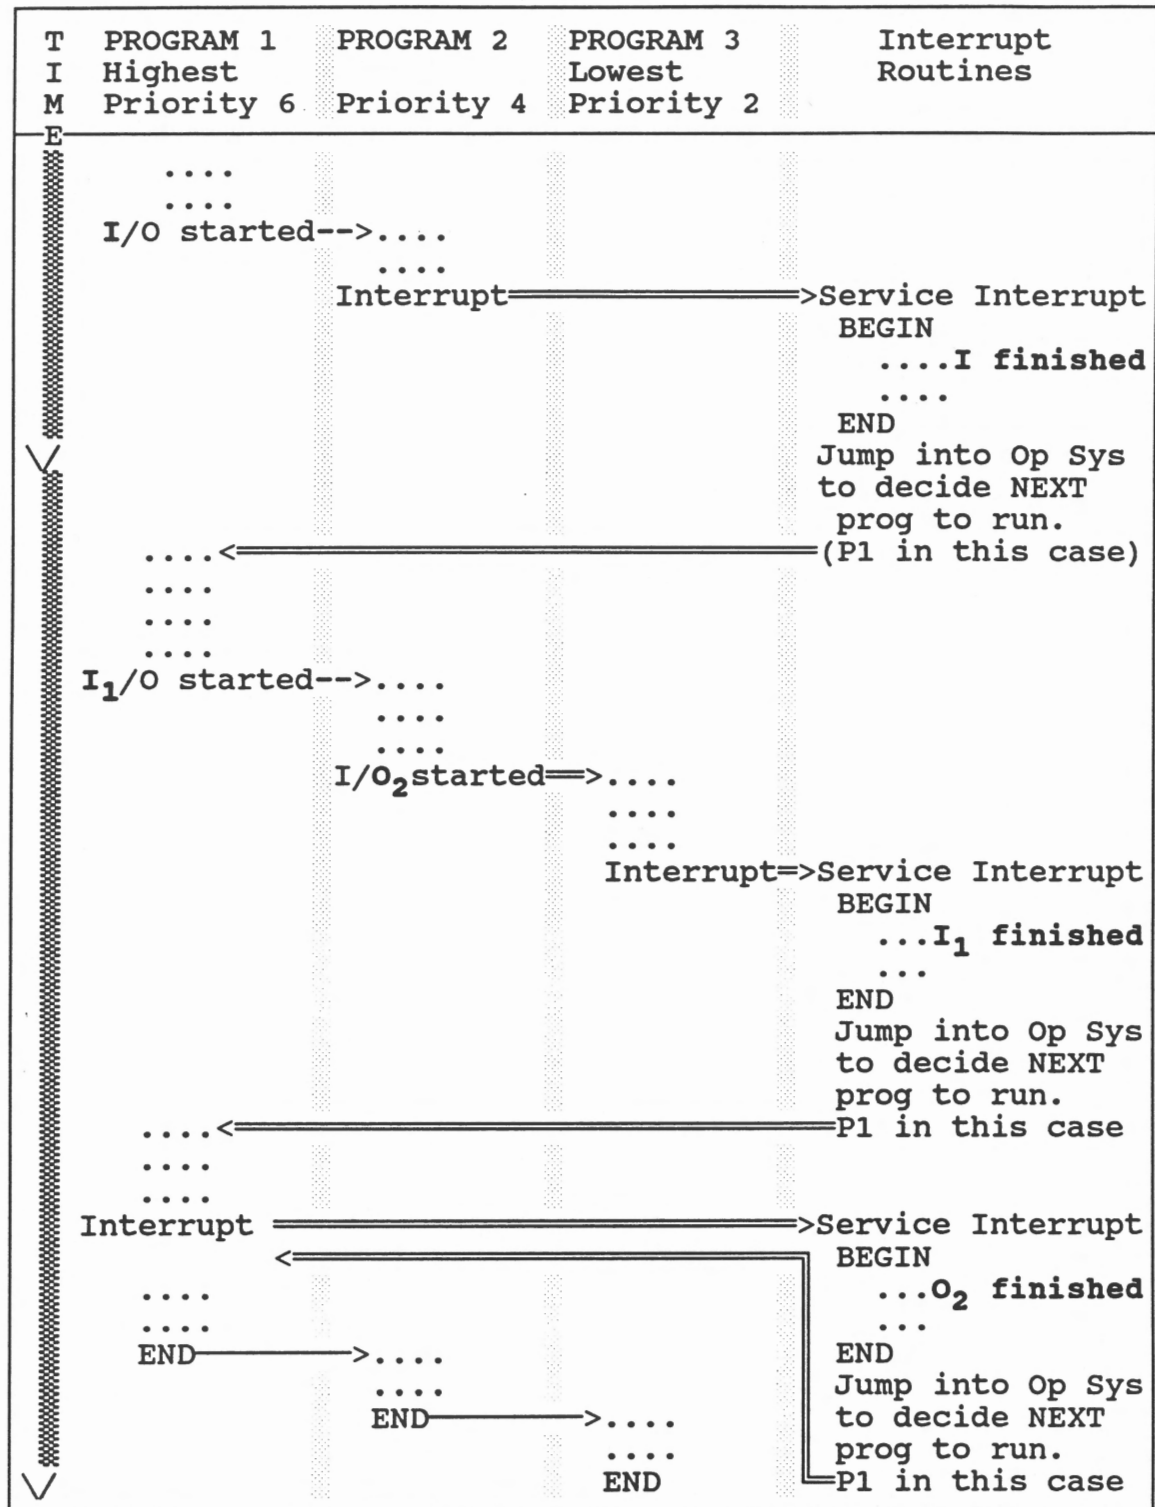 T PROGRAM 1 PROGRAM 2 PROGRAM 3 Interrupt
I Highest Lowest Routines
M Priority 6 Priority 4 Priority 2
E
....
....
I/O started-->....
....
Interrupt=>Service Interrupt
BEGIN
....I finished
....
END
Jump into Op Sys
to decide NEXT
prog to run.
....<=(P1 in this case)
....
....
....
I1/O started-->....
....
....
I/O2started=>....
....
....
Interrupt=>Service Interrupt
BEGIN
...I1 finished
...
END
Jump into Op Sys
to decide NEXT
prog to run.
....<=P1 in this case
....
....
Interrupt =>Service Interrupt
<= BEGIN
.... ...O2 finished
.... ...
END->.... END
.... Jump into Op Sys
END->.... to decide NEXT
.... prog to run.
END P1 in this case